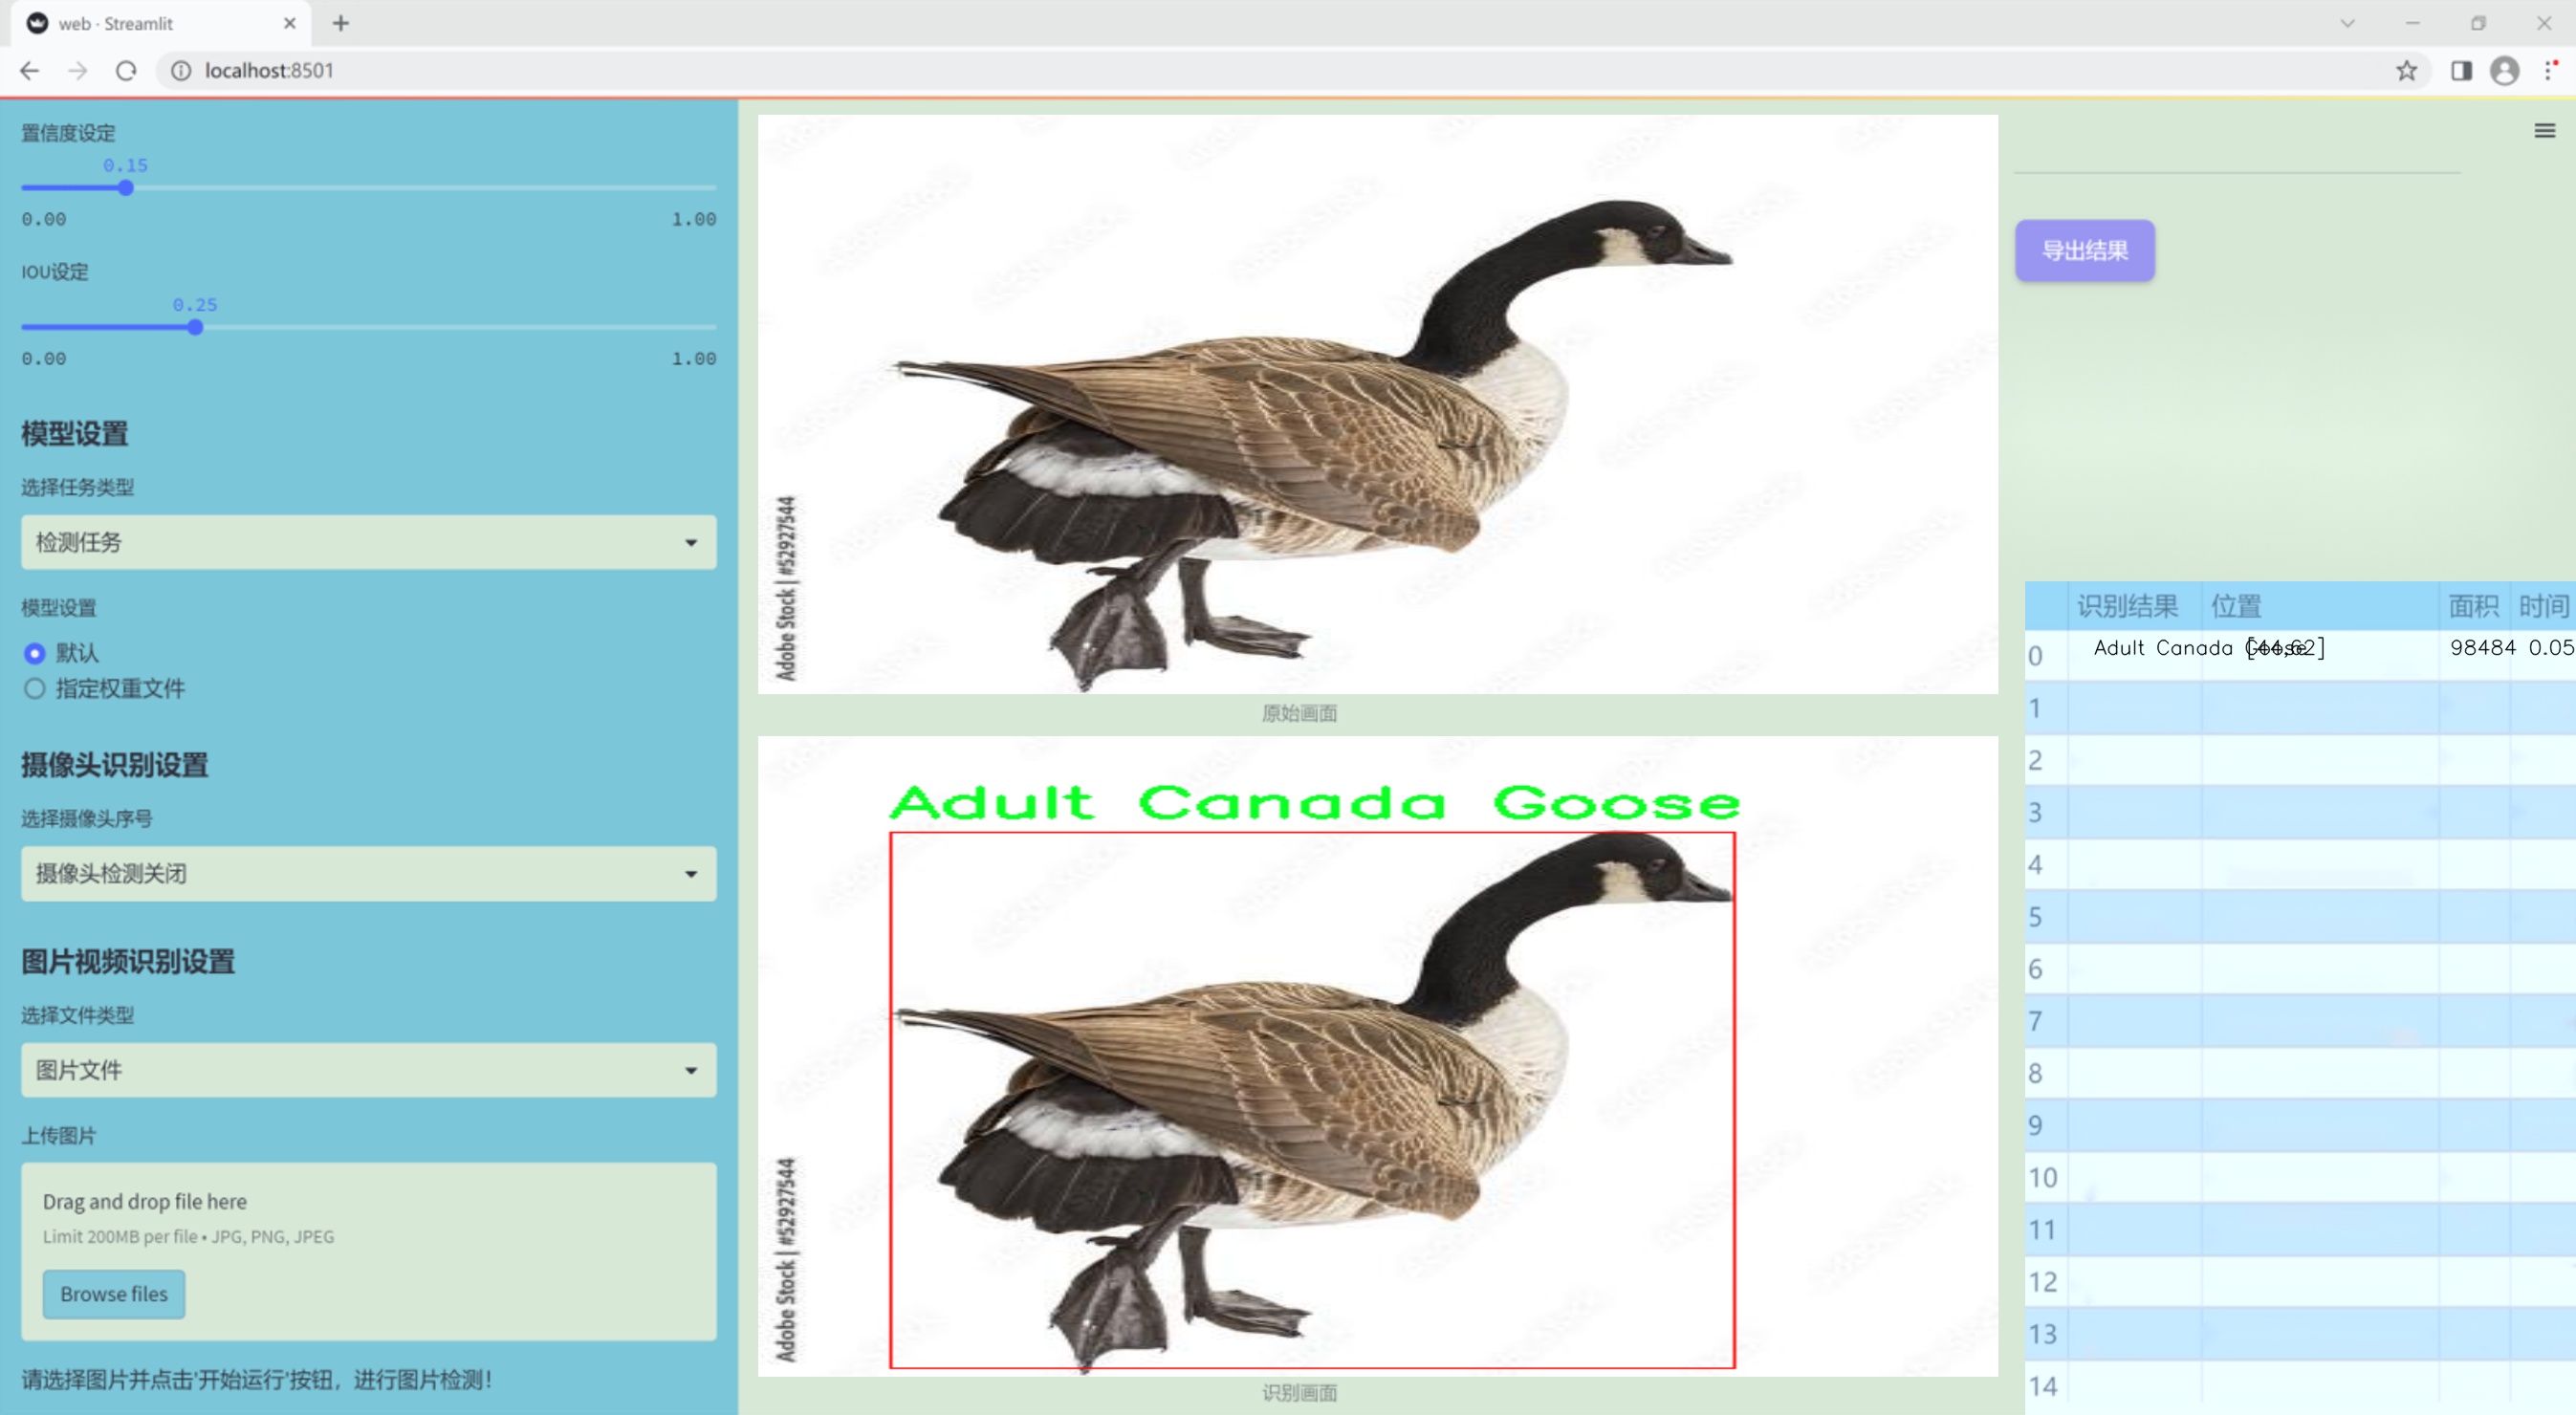 web · Streamlit
localhost:8501
置信度设定
0.15
0.00 1.00
IOU设定
0.25
0.00 1.00
模型设置
选择任务类型
检测任务
模型设置
默认
指定权重文件
摄像头识别设置
选择摄像头序号
摄像头检测关闭
图片视频识别设置
选择文件类型
图片文件
上传图片
Drag and drop file here
Limit 200MB per file • JPG, PNG, JPEG
Browse files
请选择图片并点击'开始运行'按钮，进行图片检测！
Adobe Stock | #52927544
原始画面
Adult Canada Goose
Adobe Stock | #52927544
识别画面
导出结果
识别结果 位置 面积 时间
0 Adult Canada Goose [44,62] 98484 0.05
1
2
3
4
5
6
7
8
9
10
11
12
13
14